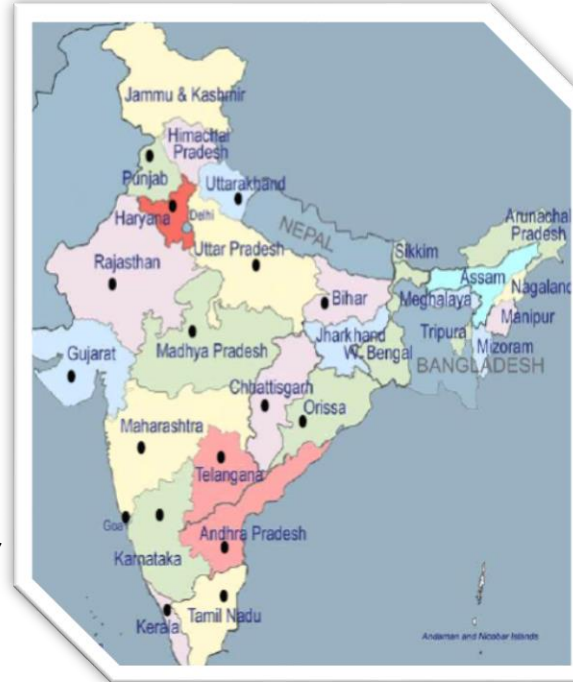 Jammu & Kashmir
Himachar
Pradesh
Punjab
Uttarakhand
Haryana
Delhi
NEPAL
Arunachal
Pradesh
Uttar Pradesh
Sikkim
Rajasthan
Assam
Nagaland
Bihar
Meghalaya
Manipur
Jharkhand
Tripura
Mizoram
Gujarat
Madhya Pradesh
W. Bengal
BANGLADESH
Chhattisgarh
Orissa
Maharashtra
Telangana
Goa
Andhra Pradesh
Karnataka
Tamil Nadu
Kerala
Andaman and Nicobar Islands